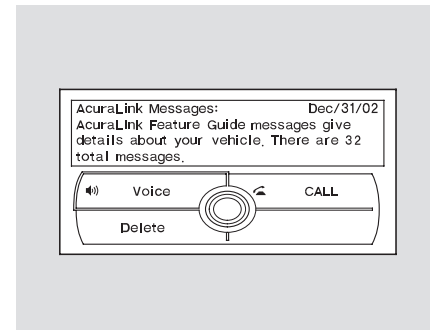 AcuraLink Messages: Dec/31/02
AcuraLInk Feature Guide messages give
details about your vehicle. There are 32
total messages.
Voice CALL
Delete